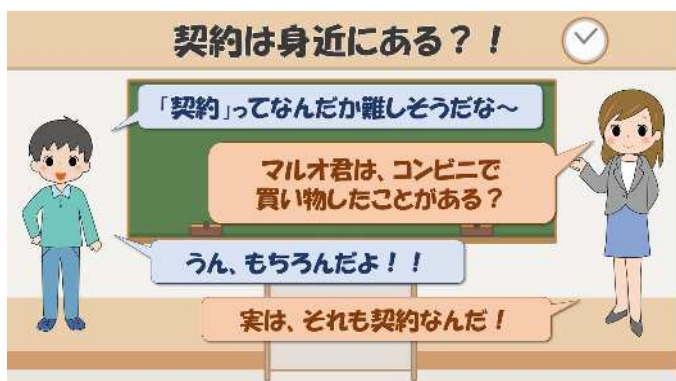 契約は身近にある？！
「契約」ってなんだか難しそうだな～
マルオ君は、コンビニで
買い物したことがある？
うん、もちろんだよ！！
実は、それも契約なんだ！